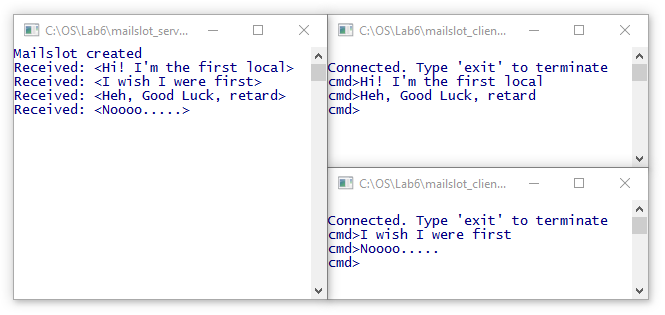 C:\OS\Lab6\mailslot_serv...
Mailslot created
Received: <Hi! I'm the first local>
Received: <I wish I were first>
Received: <Heh, Good Luck, retard>
Received: <Noooo.....>
C:\OS\Lab6\mailslot_clien...
Connected. Type 'exit' to terminate
cmd>Hi! I'm the first local
cmd>Heh, Good Luck, retard
cmd>
C:\OS\Lab6\mailslot_clien...
Connected. Type 'exit' to terminate
cmd>I wish I were first
cmd>Noooo.....
cmd>